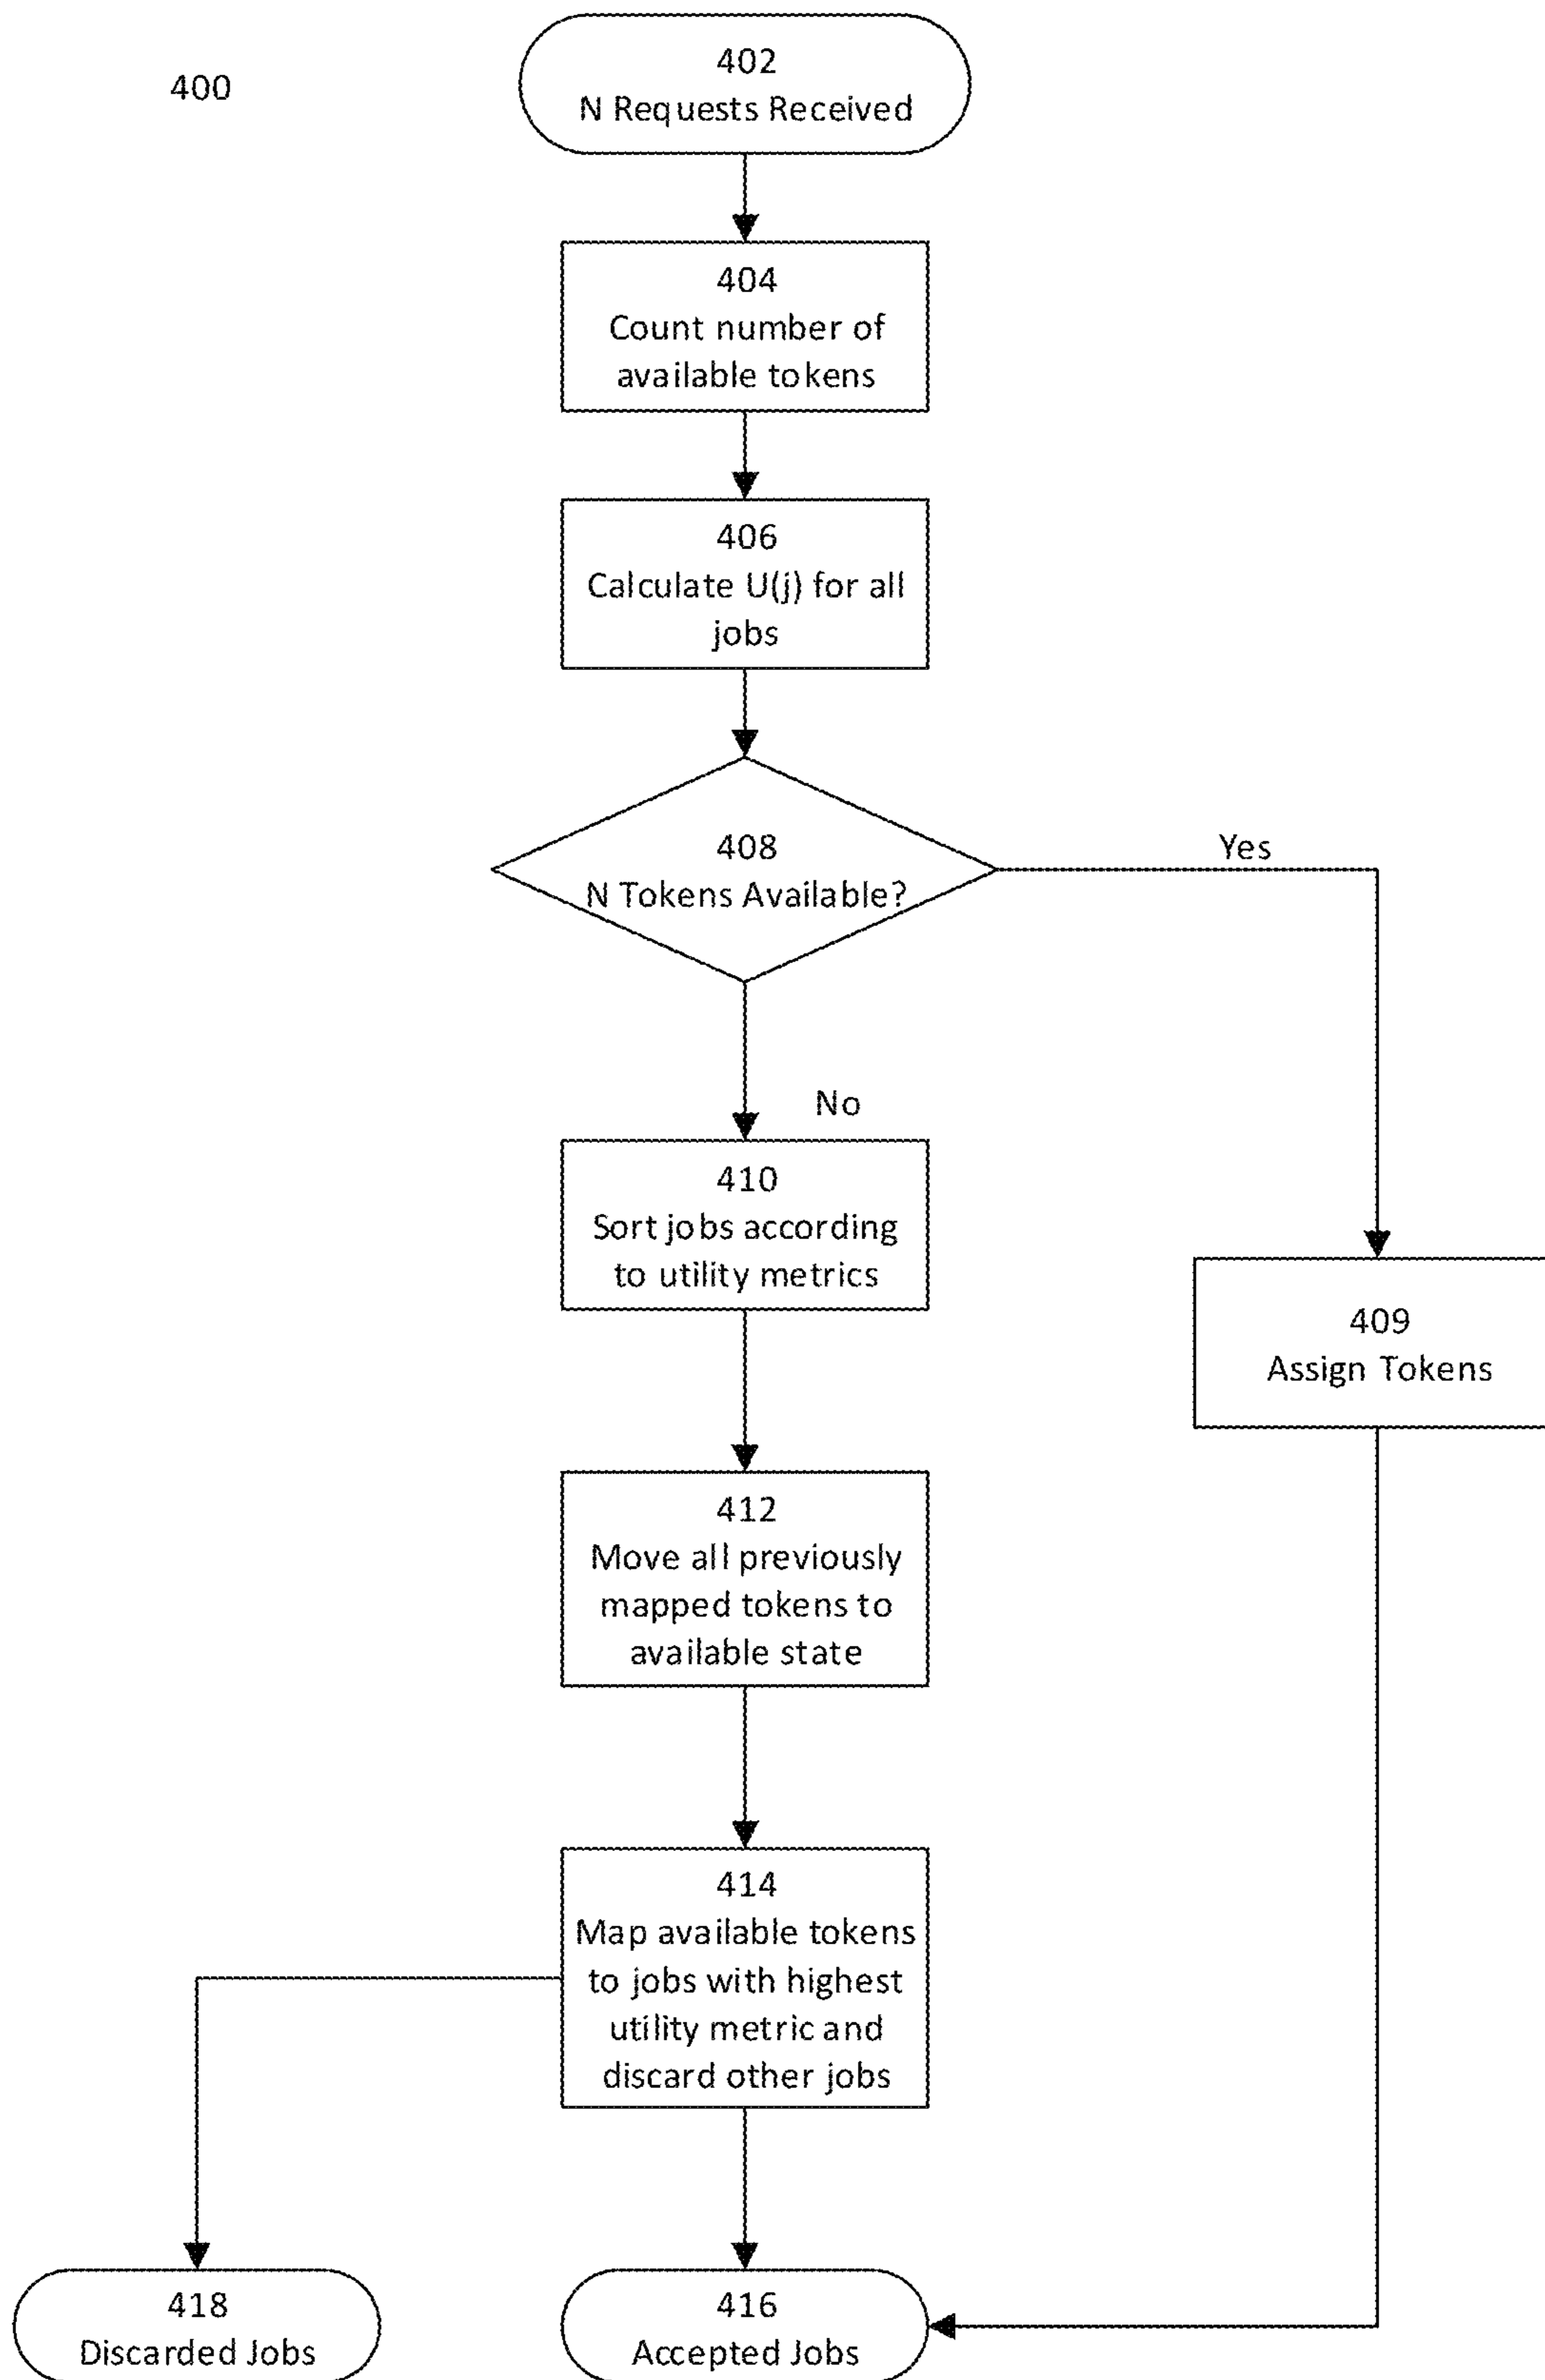 400
402
N Requests Received
404
Count number of
available tokens
406
Calculate U(j) for all
jobs
408
N Tokens Available?
Yes
No
410
Sort jobs according
to utility metrics
409
Assign Tokens
412
Move all previously
mapped tokens to
available state
414
Map available tokens
to jobs with highest
utility metric and
discard other jobs
418
Discarded Jobs
416
Accepted Jobs